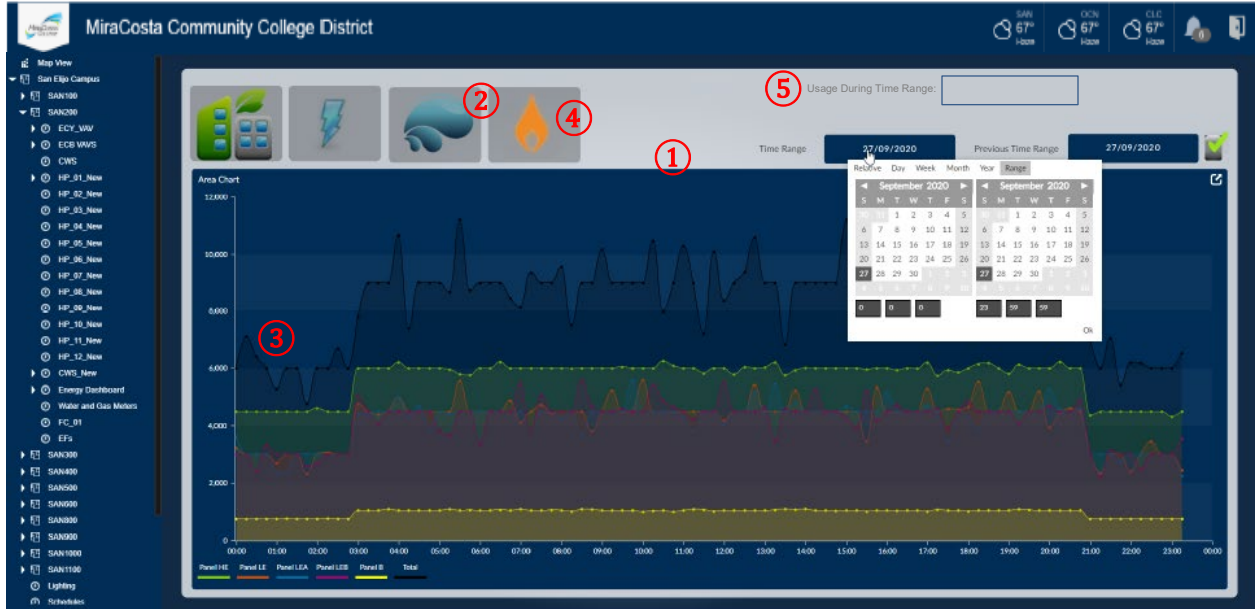 MiraCosta Community College District
SAN
67°
Haze
OCN
67°
Haze
CLC
67°
Haze
0
Map View
San Elijo Campus
SAN100
SAN200
ECY_VAV
ECB VAVS
CWS
HP_01_New
HP_02_New
HP_03_New
HP_04_New
HP_05_New
HP_06_New
HP_07_New
HP_08_New
HP_09_New
HP_10_New
HP_11_New
HP_12_New
CWS_New
Energy Dashboard
Water and Gas Meters
FC_01
EFs
SAN300
SAN400
SAN500
SAN600
SAN800
SAN900
SAN1000
SAN1100
Lighting
Schedules
2
4
5 Usage During Time Range:
1
Time Range 27/09/2020 Previous Time Range 27/09/2020
Relative Day Week Month Year Range
September 2020 September 2020
S M T W T F S S M T W T F S
30 31 1 2 3 4 5 30 31 1 2 3 4 5
6 7 8 9 10 11 12 6 7 8 9 10 11 12
13 14 15 16 17 18 19 13 14 15 16 17 18 19
20 21 22 23 24 25 26 20 21 22 23 24 25 26
27 28 29 30 1 2 3 27 28 29 30 1 2 3
4 5 6 7 8 9 10 4 5 6 7 8 9 10
0 0 0 23 59 59
Ok
Area Chart
12,000
10,000
8,000
3
6,000
4,000
2,000
0
00:00 01:00 02:00 03:00 04:00 05:00 06:00 07:00 08:00 09:00 10:00 11:00 12:00 13:00 14:00 15:00 16:00 17:00 18:00 19:00 20:00 21:00 22:00 23:00 00:00
Panel HE Panel LE Panel LEA Panel LEB Panel B Total